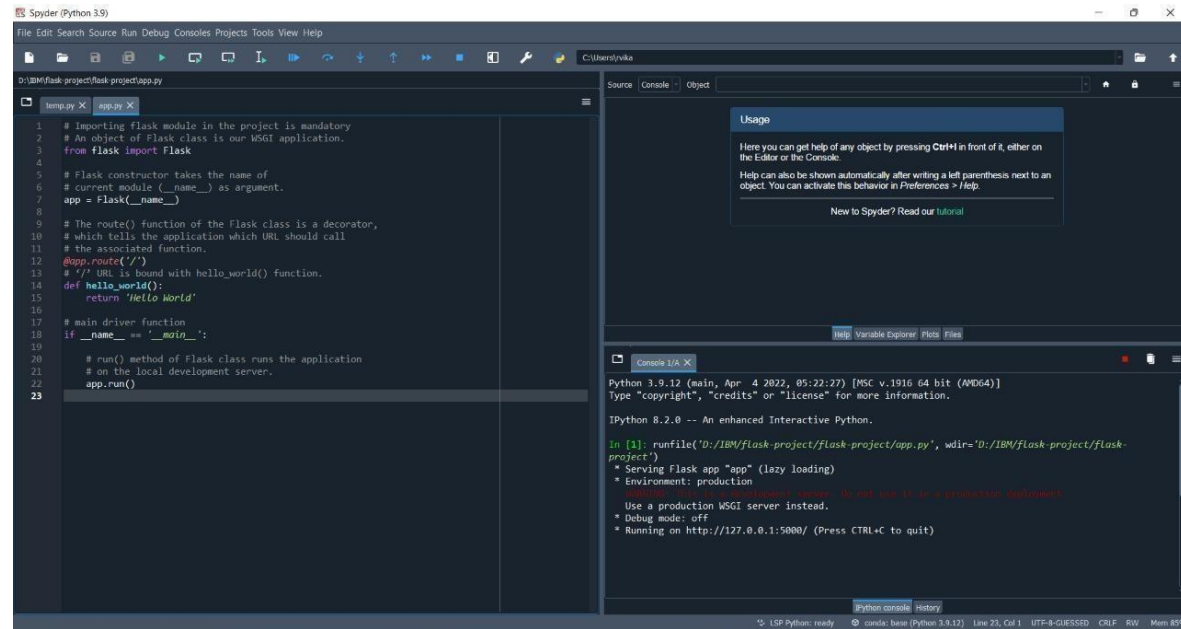 Spyder (Python 3.9)
File Edit Search Source Run Debug Consoles Projects Tools View Help
C:\Users\rvika
D:\IBM\flask-project\flask-project\app.py
temp.py
app.py
1 # Importing flask module in the project is mandatory
2 # An object of Flask class is our WSGI application.
3 from flask import Flask
4
5 # Flask constructor takes the name of
6 # current module (__name__) as argument.
7 app = Flask(__name__)
8
9 # The route() function of the Flask class is a decorator,
10 # which tells the application which URL should call
11 # the associated function.
12 @app.route('/')
13 # ‘/’ URL is bound with hello_world() function.
14 def hello_world():
15     return 'Hello World'
16
17 # main driver function
18 if __name__ == '__main__':
19
20     # run() method of Flask class runs the application
21     # on the local development server.
22     app.run()
23
Source Console Object
Usage
Here you can get help of any object by pressing Ctrl+I in front of it, either on
the Editor or the Console.
Help can also be shown automatically after writing a left parenthesis next to an
object. You can activate this behavior in Preferences > Help.
New to Spyder? Read our tutorial
Help Variable Explorer Plots Files
Console 1/A
Python 3.9.12 (main, Apr  4 2022, 05:22:27) [MSC v.1916 64 bit (AMD64)]
Type "copyright", "credits" or "license" for more information.
IPython 8.2.0 -- An enhanced Interactive Python.
In [1]: runfile('D:/IBM/flask-project/flask-project/app.py', wdir='D:/IBM/flask-project/flask-
project')
* Serving Flask app "app" (lazy loading)
* Environment: production
WARNING: This is a development server. Do not use it in a production deployment.
Use a production WSGI server instead.
* Debug mode: off
* Running on http://127.0.0.1:5000/ (Press CTRL+C to quit)
IPython console History
LSP Python: ready conda: base (Python 3.9.12) Line 23, Col 1 UTF-8-GUESSED CRLF RW Mem 85%